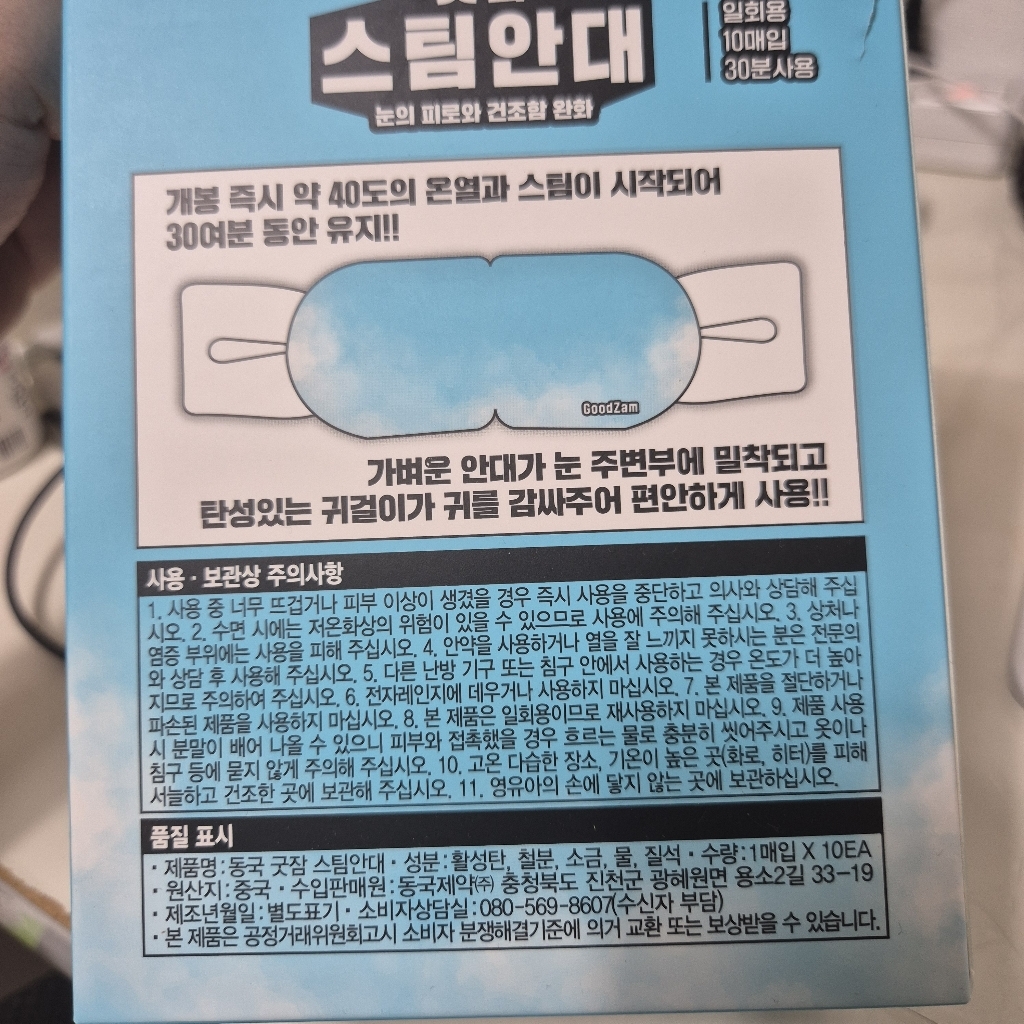 스팀안대
눈의 피로와 건조함 완화
일회용
10매입
30분사용
개봉 즉시 약 40도의 온열과 스팀이 시작되어
30여분 동안 유지!!
GoodZam
가벼운 안대가 눈 주변부에 밀착되고
탄성있는 귀걸이가 귀를 감싸주어 편안하게 사용!!
사용·보관상 주의사항
1. 사용 중 너무 뜨겁거나 피부 이상이 생겼을 경우 즉시 사용을 중단하고 의사와 상담해 주십
시오. 2. 수면 시에는 저온화상의 위험이 있을 수 있으므로 사용에 주의해 주십시오. 3. 상처나
염증 부위에는 사용을 피해 주십시오. 4. 안약을 사용하거나 열을 잘 느끼지 못하시는 분은 전문의
와 상담 후 사용해 주십시오. 5. 다른 난방 기구 또는 침구 안에서 사용하는 경우 온도가 더 높아
지므로 주의하여 주십시오. 6. 전자레인지에 데우거나 사용하지 마십시오. 7. 본 제품을 절단하거나
파손된 제품을 사용하지 마십시오. 8. 본 제품은 일회용이므로 재사용하지 마십시오. 9. 제품 사용
시 분말이 배어 나올 수 있으니 피부와 접촉했을 경우 흐르는 물로 충분히 씻어주시고 옷이나
침구 등에 묻지 않게 주의해 주십시오. 10. 고온 다습한 장소, 기온이 높은 곳(화로, 히터)를 피해
서늘하고 건조한 곳에 보관해 주십시오. 11. 영유아의 손에 닿지 않는 곳에 보관하십시오.
품질 표시
· 제품명 : 동국 굿잠 스팀안대 · 성분 : 활성탄, 철분, 소금, 물, 질석 · 수량 : 1매입 X 10EA
· 원산지 : 중국 · 수입판매원 : 동국제약㈜ 충청북도 진천군 광혜원면 용소2길 33-19
· 제조년월일 : 별도표기 · 소비자상담실 : 080-569-8607(수신자 부담)
· 본 제품은 공정거래위원회고시 소비자 분쟁해결기준에 의거 교환 또는 보상받을 수 있습니다.